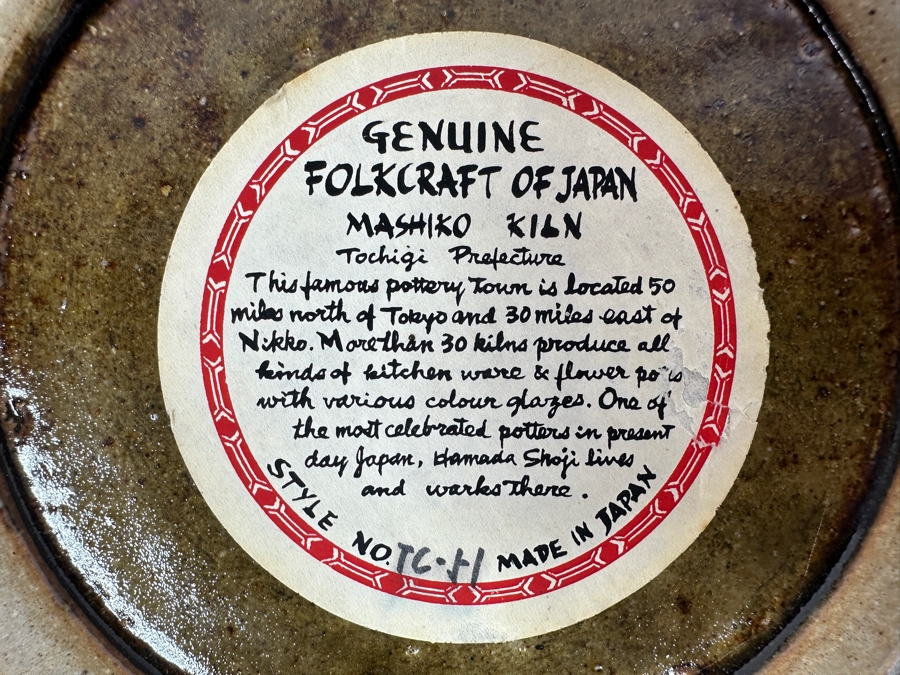 GENUINE
FOLKCRAFT OF JAPAN
MASHIKO KILN
Tochigi Prefecture
This famous pottery town is located 50
miles north of Tokyo and 30 miles east of
Nikko. More than 30 kilns produce all
kinds of kitchen ware & flower pots
with various colour glazes. One of
the most celebrated potters in present
day Japan, Hamada Shoji lives
and works there.
STYLE NO. MADE IN JAPAN